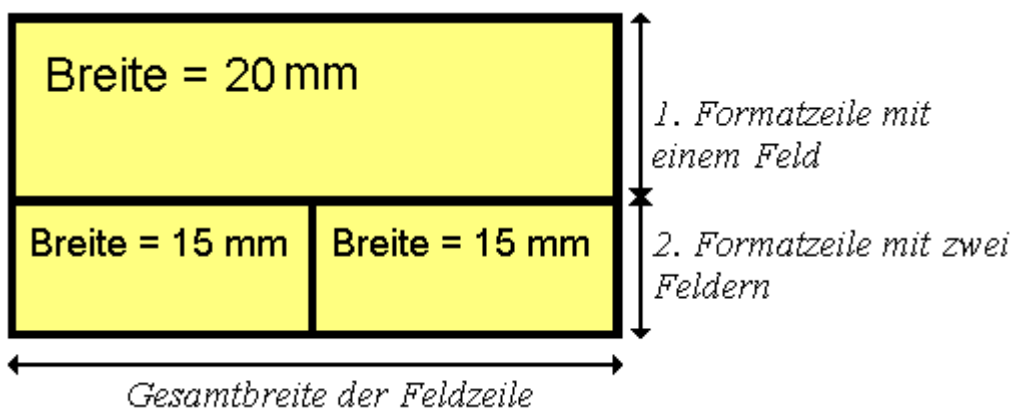 Breite = 20 mm
1. Formatzeile mit
einem Feld
Breite = 15 mm
Breite = 15 mm
2. Formatzeile mit zwei
Feldern
Gesamtbreite der Feldzeile